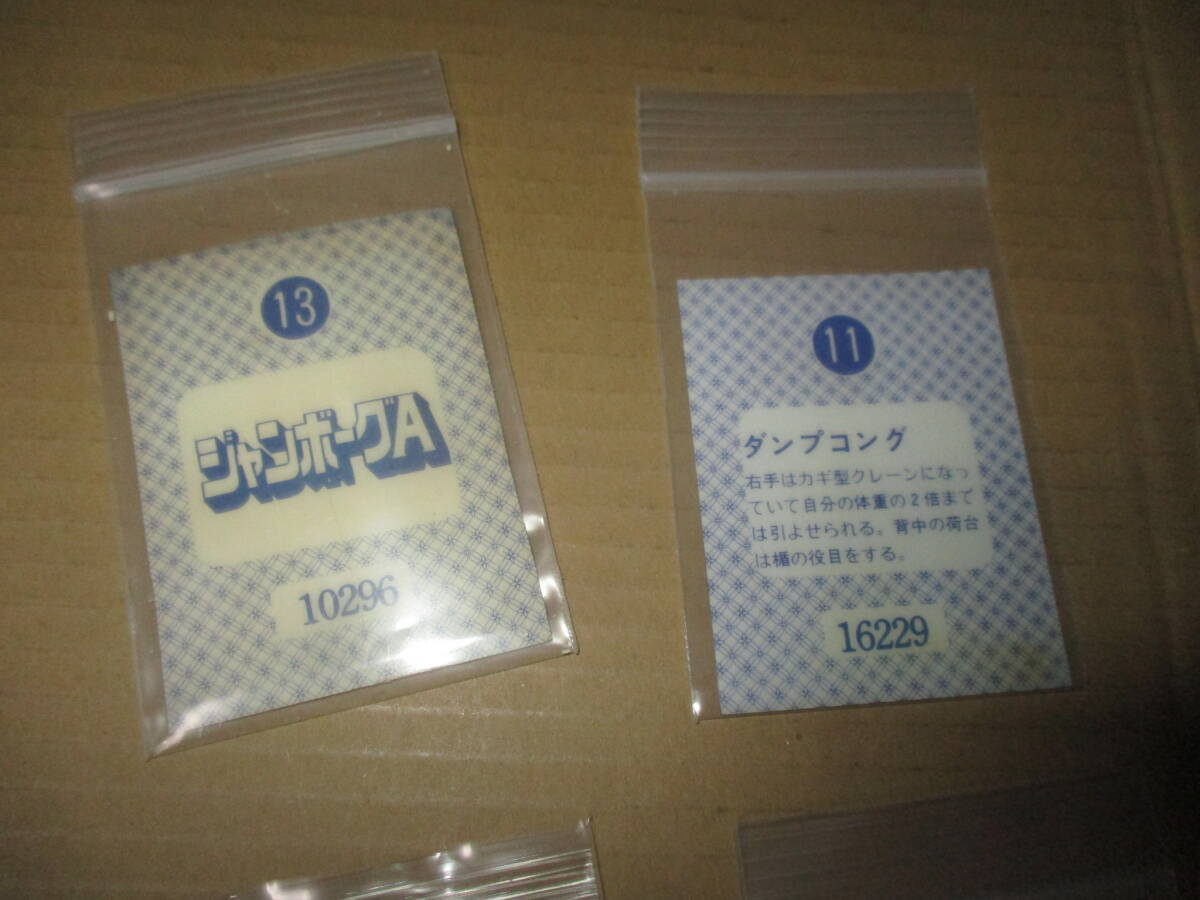 13
ジャンボーグA
10296
11
ダンプコング
右手はカギ型クレーンになっ
ていて自分の体重の2倍まで
は引よせられる。背中の荷台
は楯の役目をする。
16229